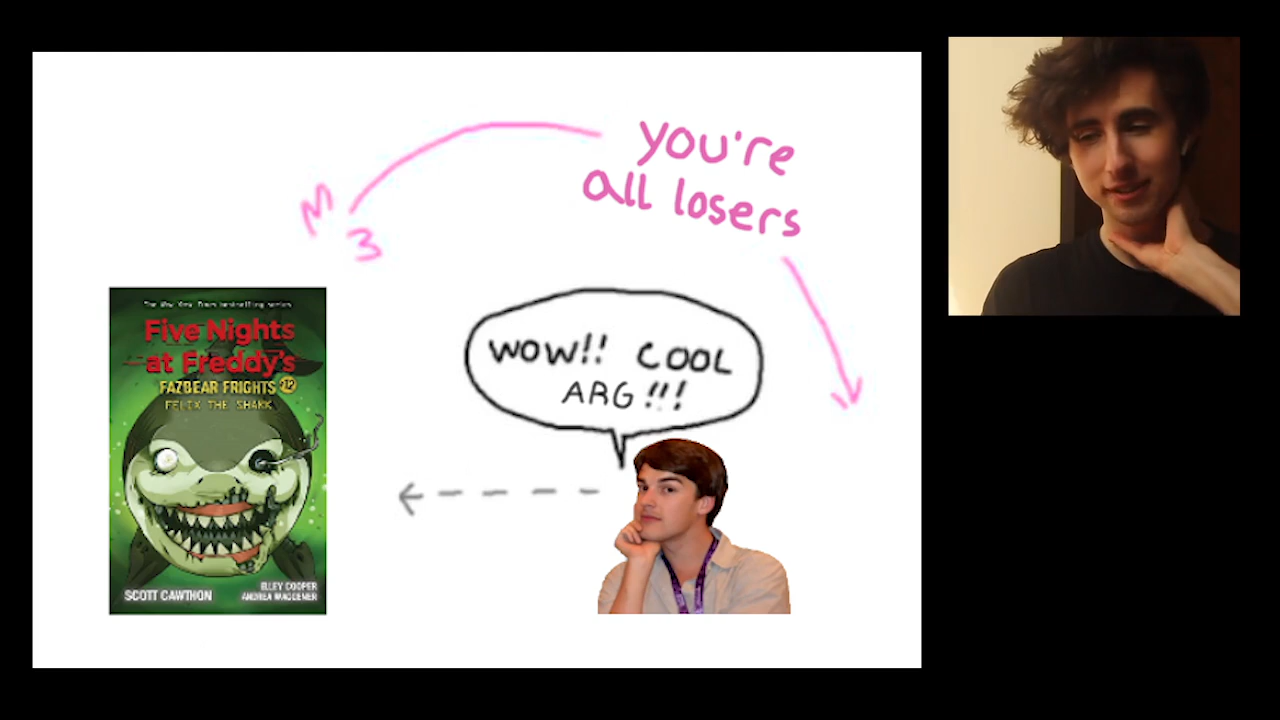 you're
all losers
M
3
The New York Times bestselling series
Five Nights
at Freddy's
FAZBEAR FRIGHTS #12
FELIX THE SHARK
WOW!! COOL
ARG!!!
SCOTT CAWTHON
ELLEY COOPER
ANDREA WAGGENER